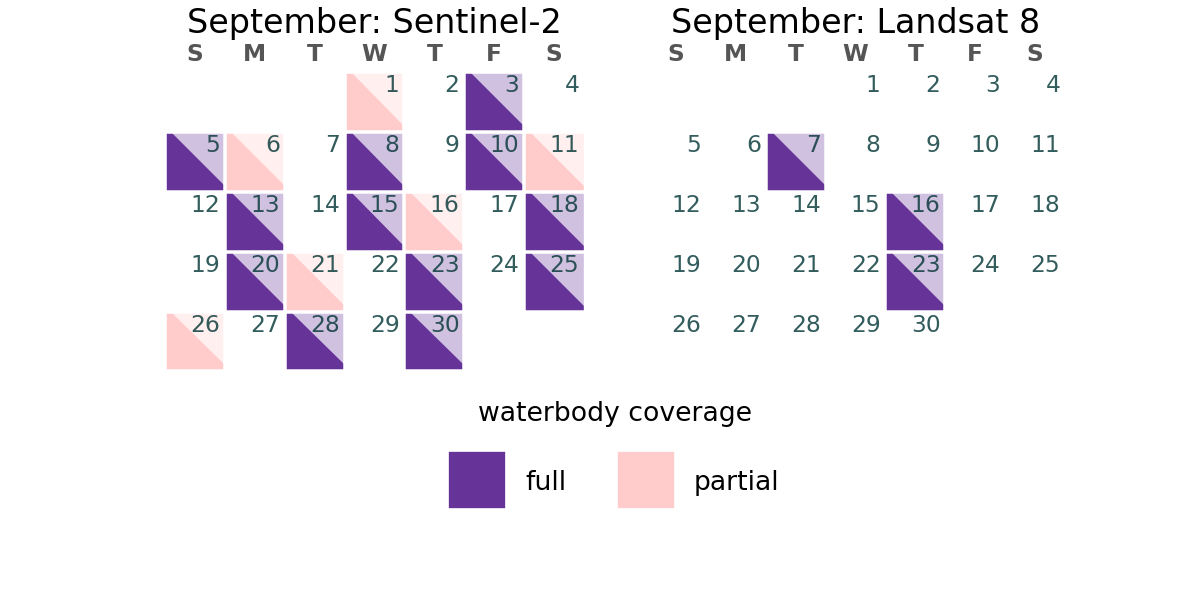 September: Sentinel-2
S M T W T F S
1 2 3 4
5 6 7 8 9 10 11
12 13 14 15 16 17 18
19 20 21 22 23 24 25
26 27 28 29 30
September: Landsat 8
S M T W T F S
1 2 3 4
5 6 7 8 9 10 11
12 13 14 15 16 17 18
19 20 21 22 23 24 25
26 27 28 29 30
waterbody coverage
full partial